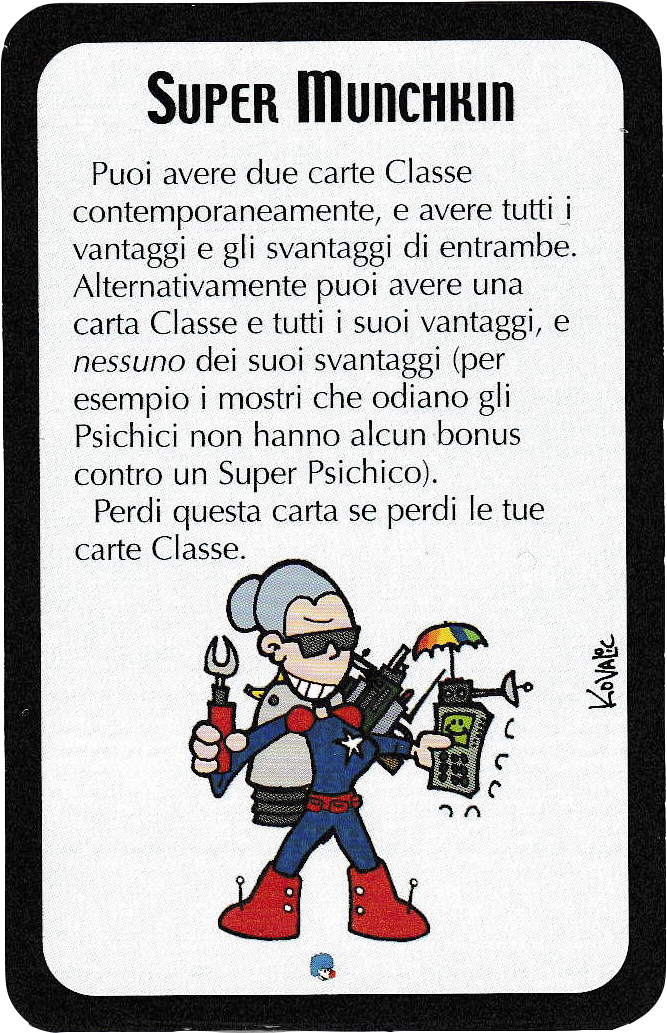 Super Munchkin
Puoi avere due carte Classe
contemporaneamente, e avere tutti i
vantaggi e gli svantaggi di entrambe.
Alternativamente puoi avere una
carta Classe e tutti i suoi vantaggi, e
nessuno dei suoi svantaggi (per
esempio i mostri che odiano gli
Psichici non hanno alcun bonus
contro un Super Psichico).
Perdi questa carta se perdi le tue
carte Classe.
Kovalic